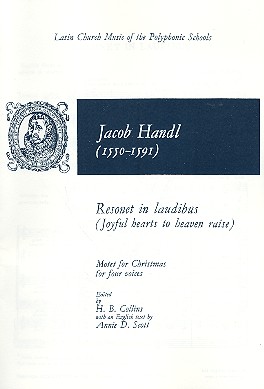 Latin Church Music of the Polyphonic Schools
Jacob Handl
(1550–1591)
Resonet in laudibus
(Joyful hearts to heaven raise)
Motet for Christmas
for four voices
Edited
by
H. B. Collins
with an English text by
Annie D. Scott